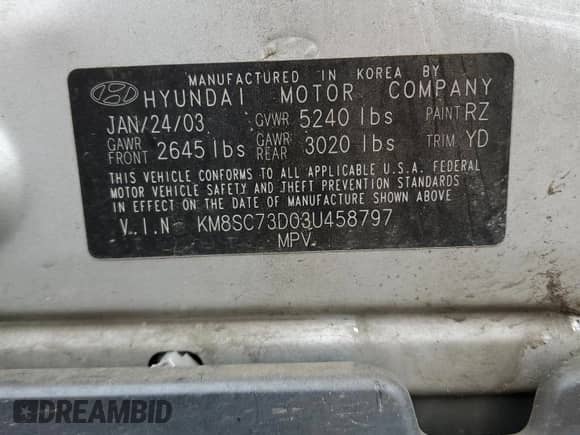 MANUFACTURED IN KOREA BY
HYUNDAI MOTOR COMPANY
JAN/24/03 GVWR 5240 lbs PAINT RZ
GAWR FRONT 2645 lbs GAWR REAR 3020 lbs TRIM YD
THIS VEHICLE CONFORMS TO ALL APPLICABLE U.S.A. FEDERAL
MOTOR VEHICLE SAFETY AND THEFT PREVENTION STANDARDS
IN EFFECT ON THE DATE OF MANUFACTURE SHOWN ABOVE
V.I.N KM8SC73D03U458797
MPV
DREAMBID